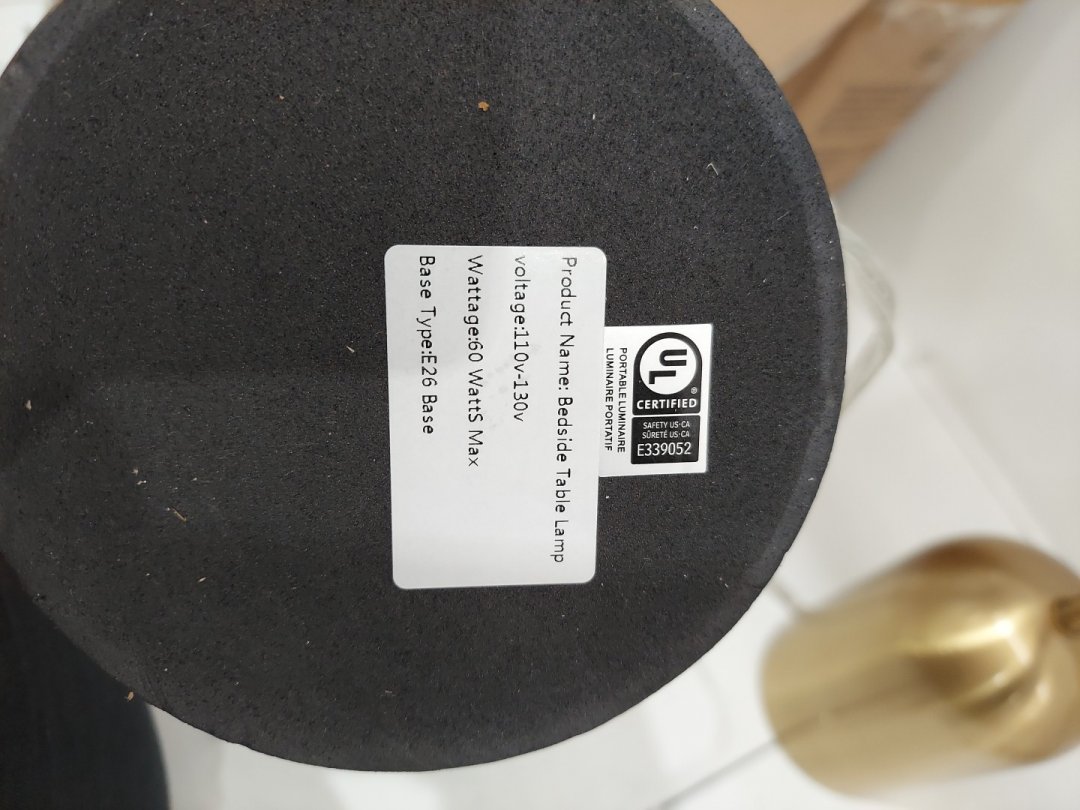 UL
®
CERTIFIED
SAFETY US·CA
SÛRETÉ US·CA
E339052
PORTABLE LUMINAIRE
LUMINAIRE PORTATIF
Product Name: Bedside Table Lamp
voltage:110v-130v
Wattage:60 WattS Max
Base Type:E26 Base